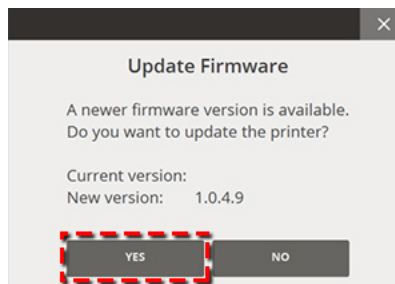 Update Firmware
A newer firmware version is available.
Do you want to update the printer?
Current version:
New version: 1.0.4.9
YES NO